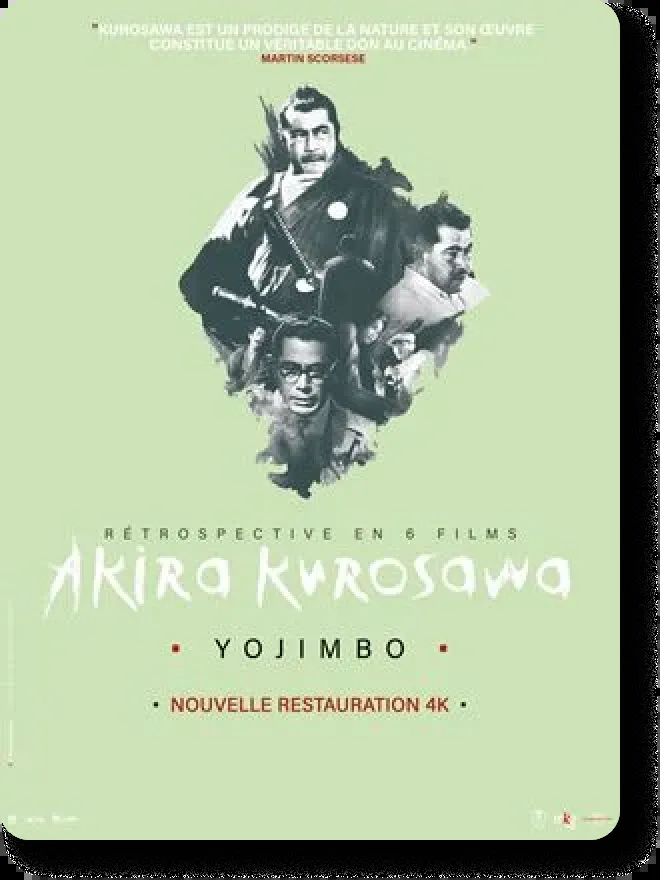 "KUROSAWA EST UN PRODIGE DE LA NATURE ET SON ŒUVRE
CONSTITUE UN VÉRITABLE DON AU CINÉMA"
MARTIN SCORSESE
RÉTROSPECTIVE EN 6 FILMS
AKiRa KUROSaWa
• YOJIMBO •
• NOUVELLE RESTAURATION 4K •